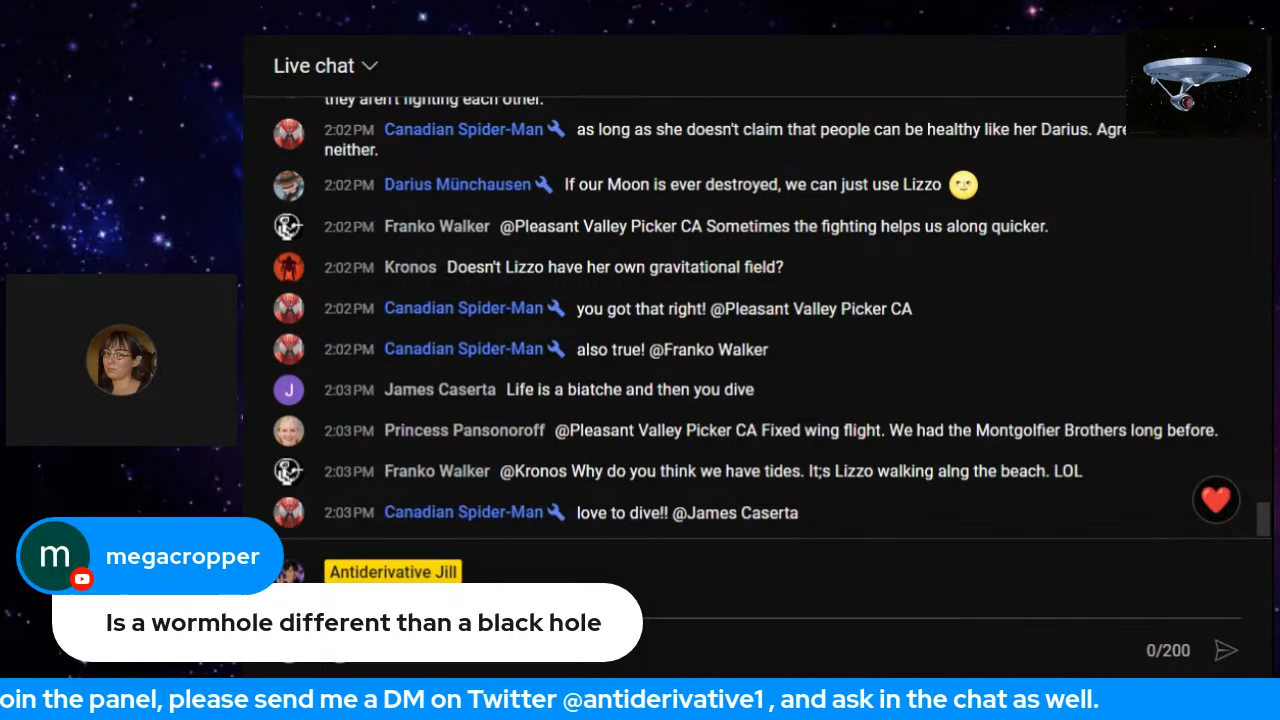 Live chat
they aren't fighting each other.
2:02 PM Canadian Spider-Man as long as she doesn't claim that people can be healthy like her Darius. Agre
neither.
2:02 PM Darius Münchausen If our Moon is ever destroyed, we can just use Lizzo
2:02 PM Franko Walker @Pleasant Valley Picker CA Sometimes the fighting helps us along quicker.
2:02 PM Kronos Doesn't Lizzo have her own gravitational field?
2:02 PM Canadian Spider-Man you got that right! @Pleasant Valley Picker CA
2:02 PM Canadian Spider-Man also true! @Franko Walker
J 2:03 PM James Caserta Life is a biatche and then you dive
2:03 PM Princess Pansonoroff @Pleasant Valley Picker CA Fixed wing flight. We had the Montgolfier Brothers long before.
2:03 PM Franko Walker @Kronos Why do you think we have tides. It;s Lizzo walking alng the beach. LOL
2:03 PM Canadian Spider-Man love to dive!! @James Caserta
m megacropper
Antiderivative Jill
Is a wormhole different than a black hole
0/200
oin the panel, please send me a DM on Twitter @antiderivative1 , and ask in the chat as well.